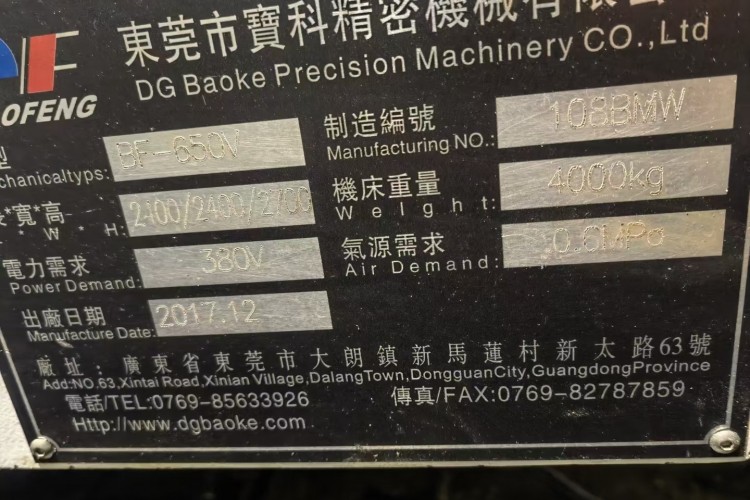 東莞市寶科精密機械有限公
DG Baoke Precision Machinery CO.,Ltd
OFENG
型 BF-650V
chanicaltyps:
制造編號 108BMW
Manufacturing NO.:
*寬*高 2400/2400/2700
* W * H:
機床重量 4000kg
Weight:
電力需求 380V
Power Demand:
氣源需求 0.6MPa
Air Demand:
出廠日期 2017.12
Manufacture Date:
廠址:廣東省東莞市大朗鎮新馬蓮村新太路63號
Add:NO.63,Xintai Road,Xinian Village,DalangTown,DongguanCity,GuangdongProvince
電話/TEL:0769-85633926 傳真/FAX:0769-82787859
Http://www.dgbaoke.com